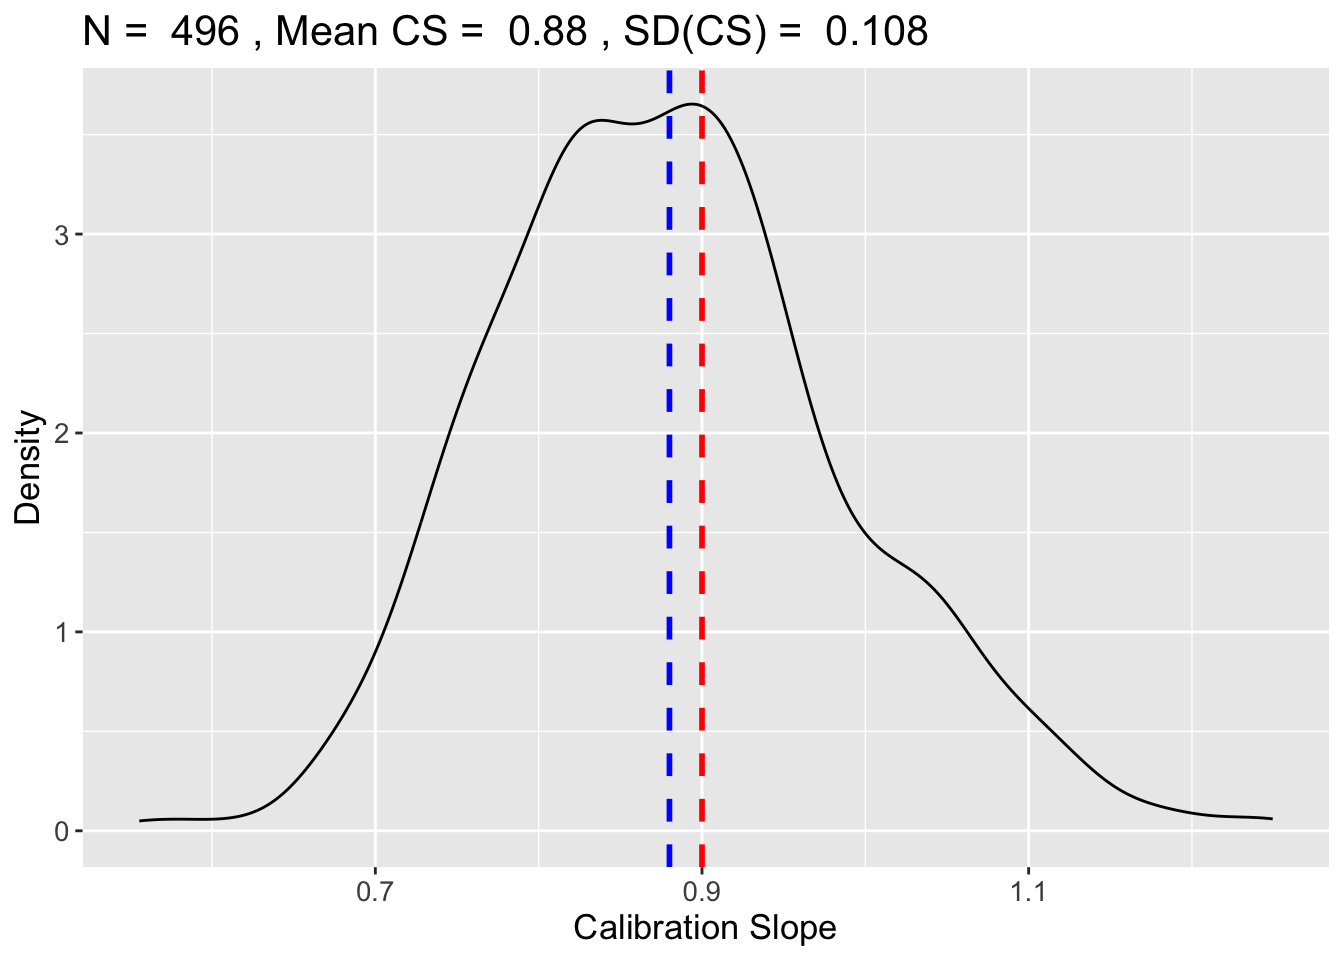 N =  496 , Mean CS =  0.88 , SD(CS) =  0.108
Density
3
2
1
0
0.7
0.9
1.1
Calibration Slope